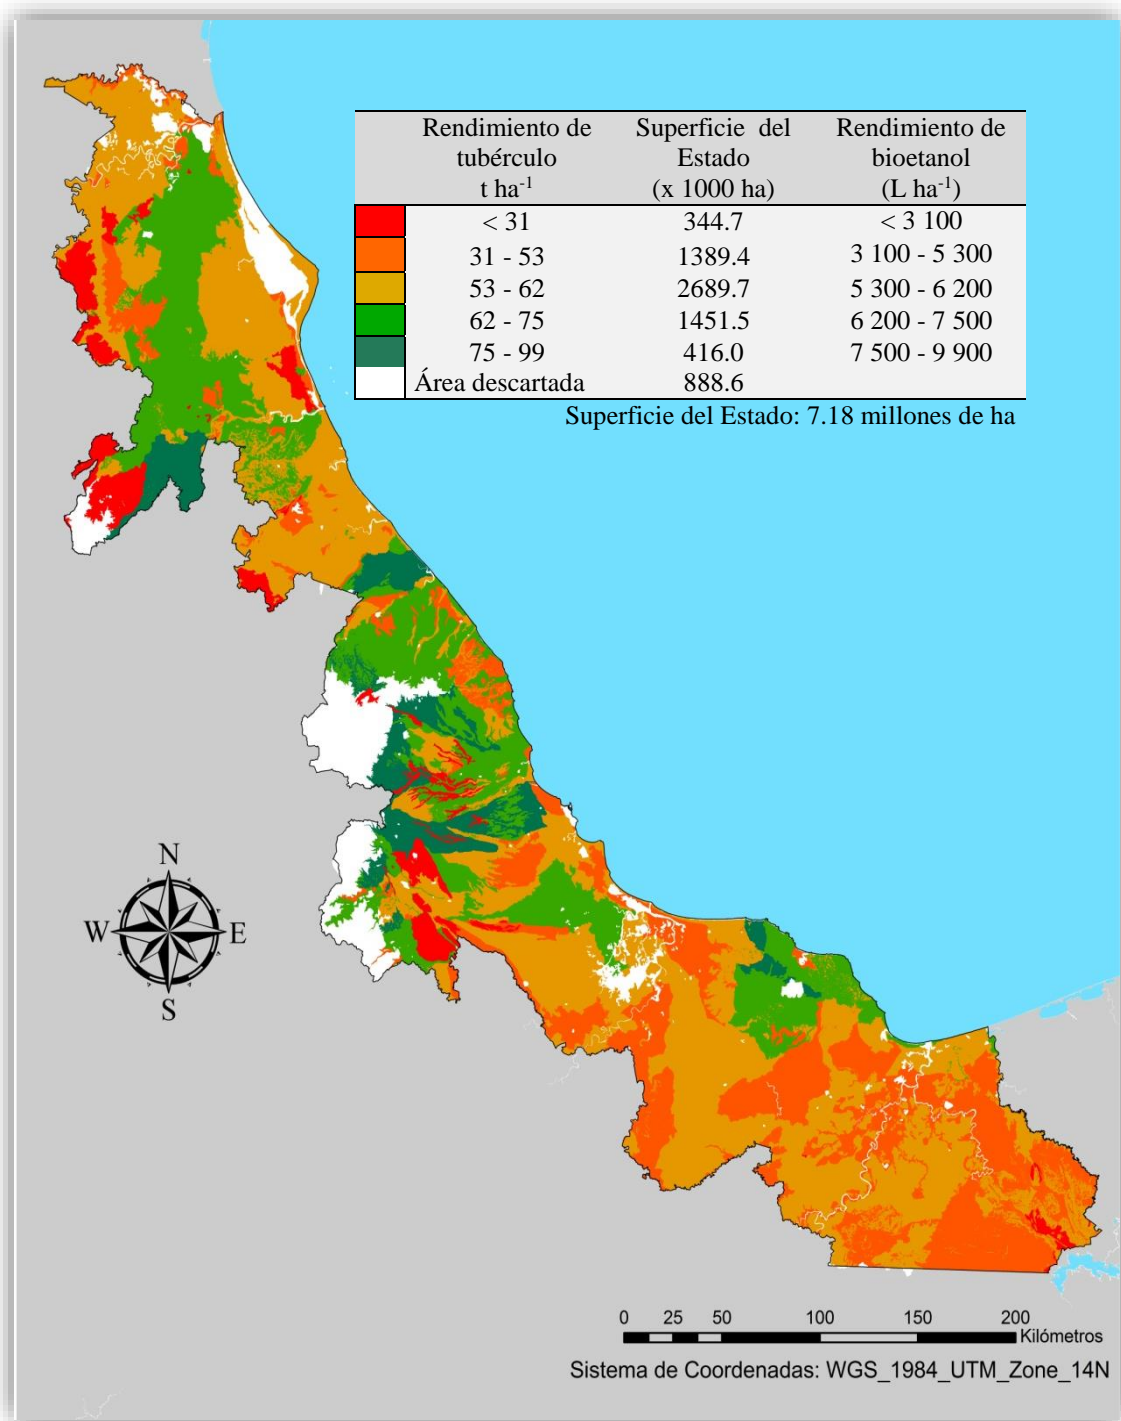 Rendimiento de Superficie del Rendimiento de
tubérculo Estado bioetanol
t ha-1 (x 1000 ha) (L ha-1)
< 31 344.7 < 3 100
31 - 53 1389.4 3 100 - 5 300
53 - 62 2689.7 5 300 - 6 200
62 - 75 1451.5 6 200 - 7 500
75 - 99 416.0 7 500 - 9 900
Área descartada 888.6
Superficie del Estado: 7.18 millones de ha
N
W E
S
0 25 50 100 150 200
Kilómetros
Sistema de Coordenadas: WGS_1984_UTM_Zone_14N